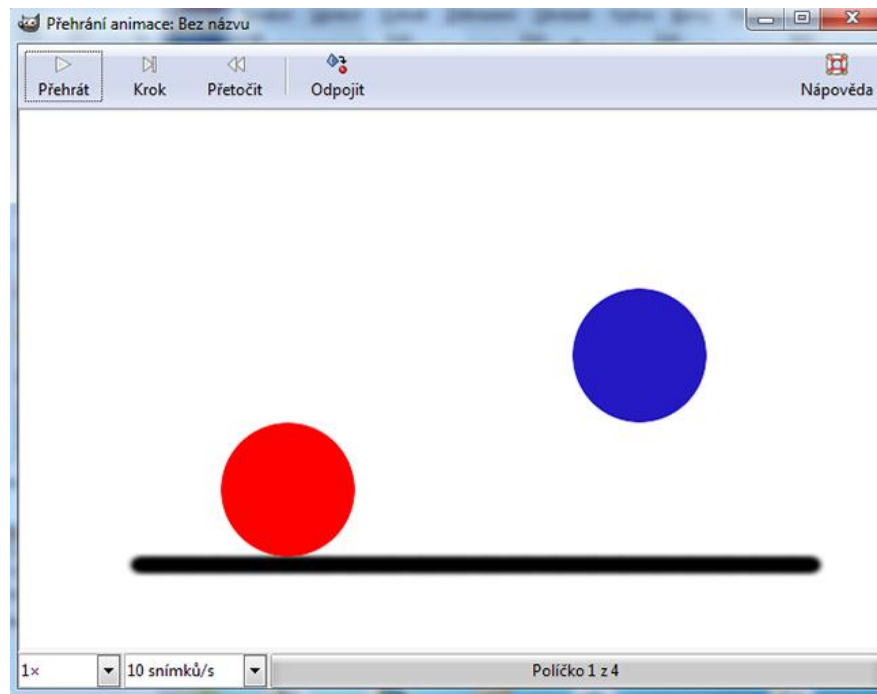 Přehrání animace: Bez názvu
Přehrát Krok Přetočit Odpojit Nápověda
1× 10 snímků/s Políčko 1 z 4